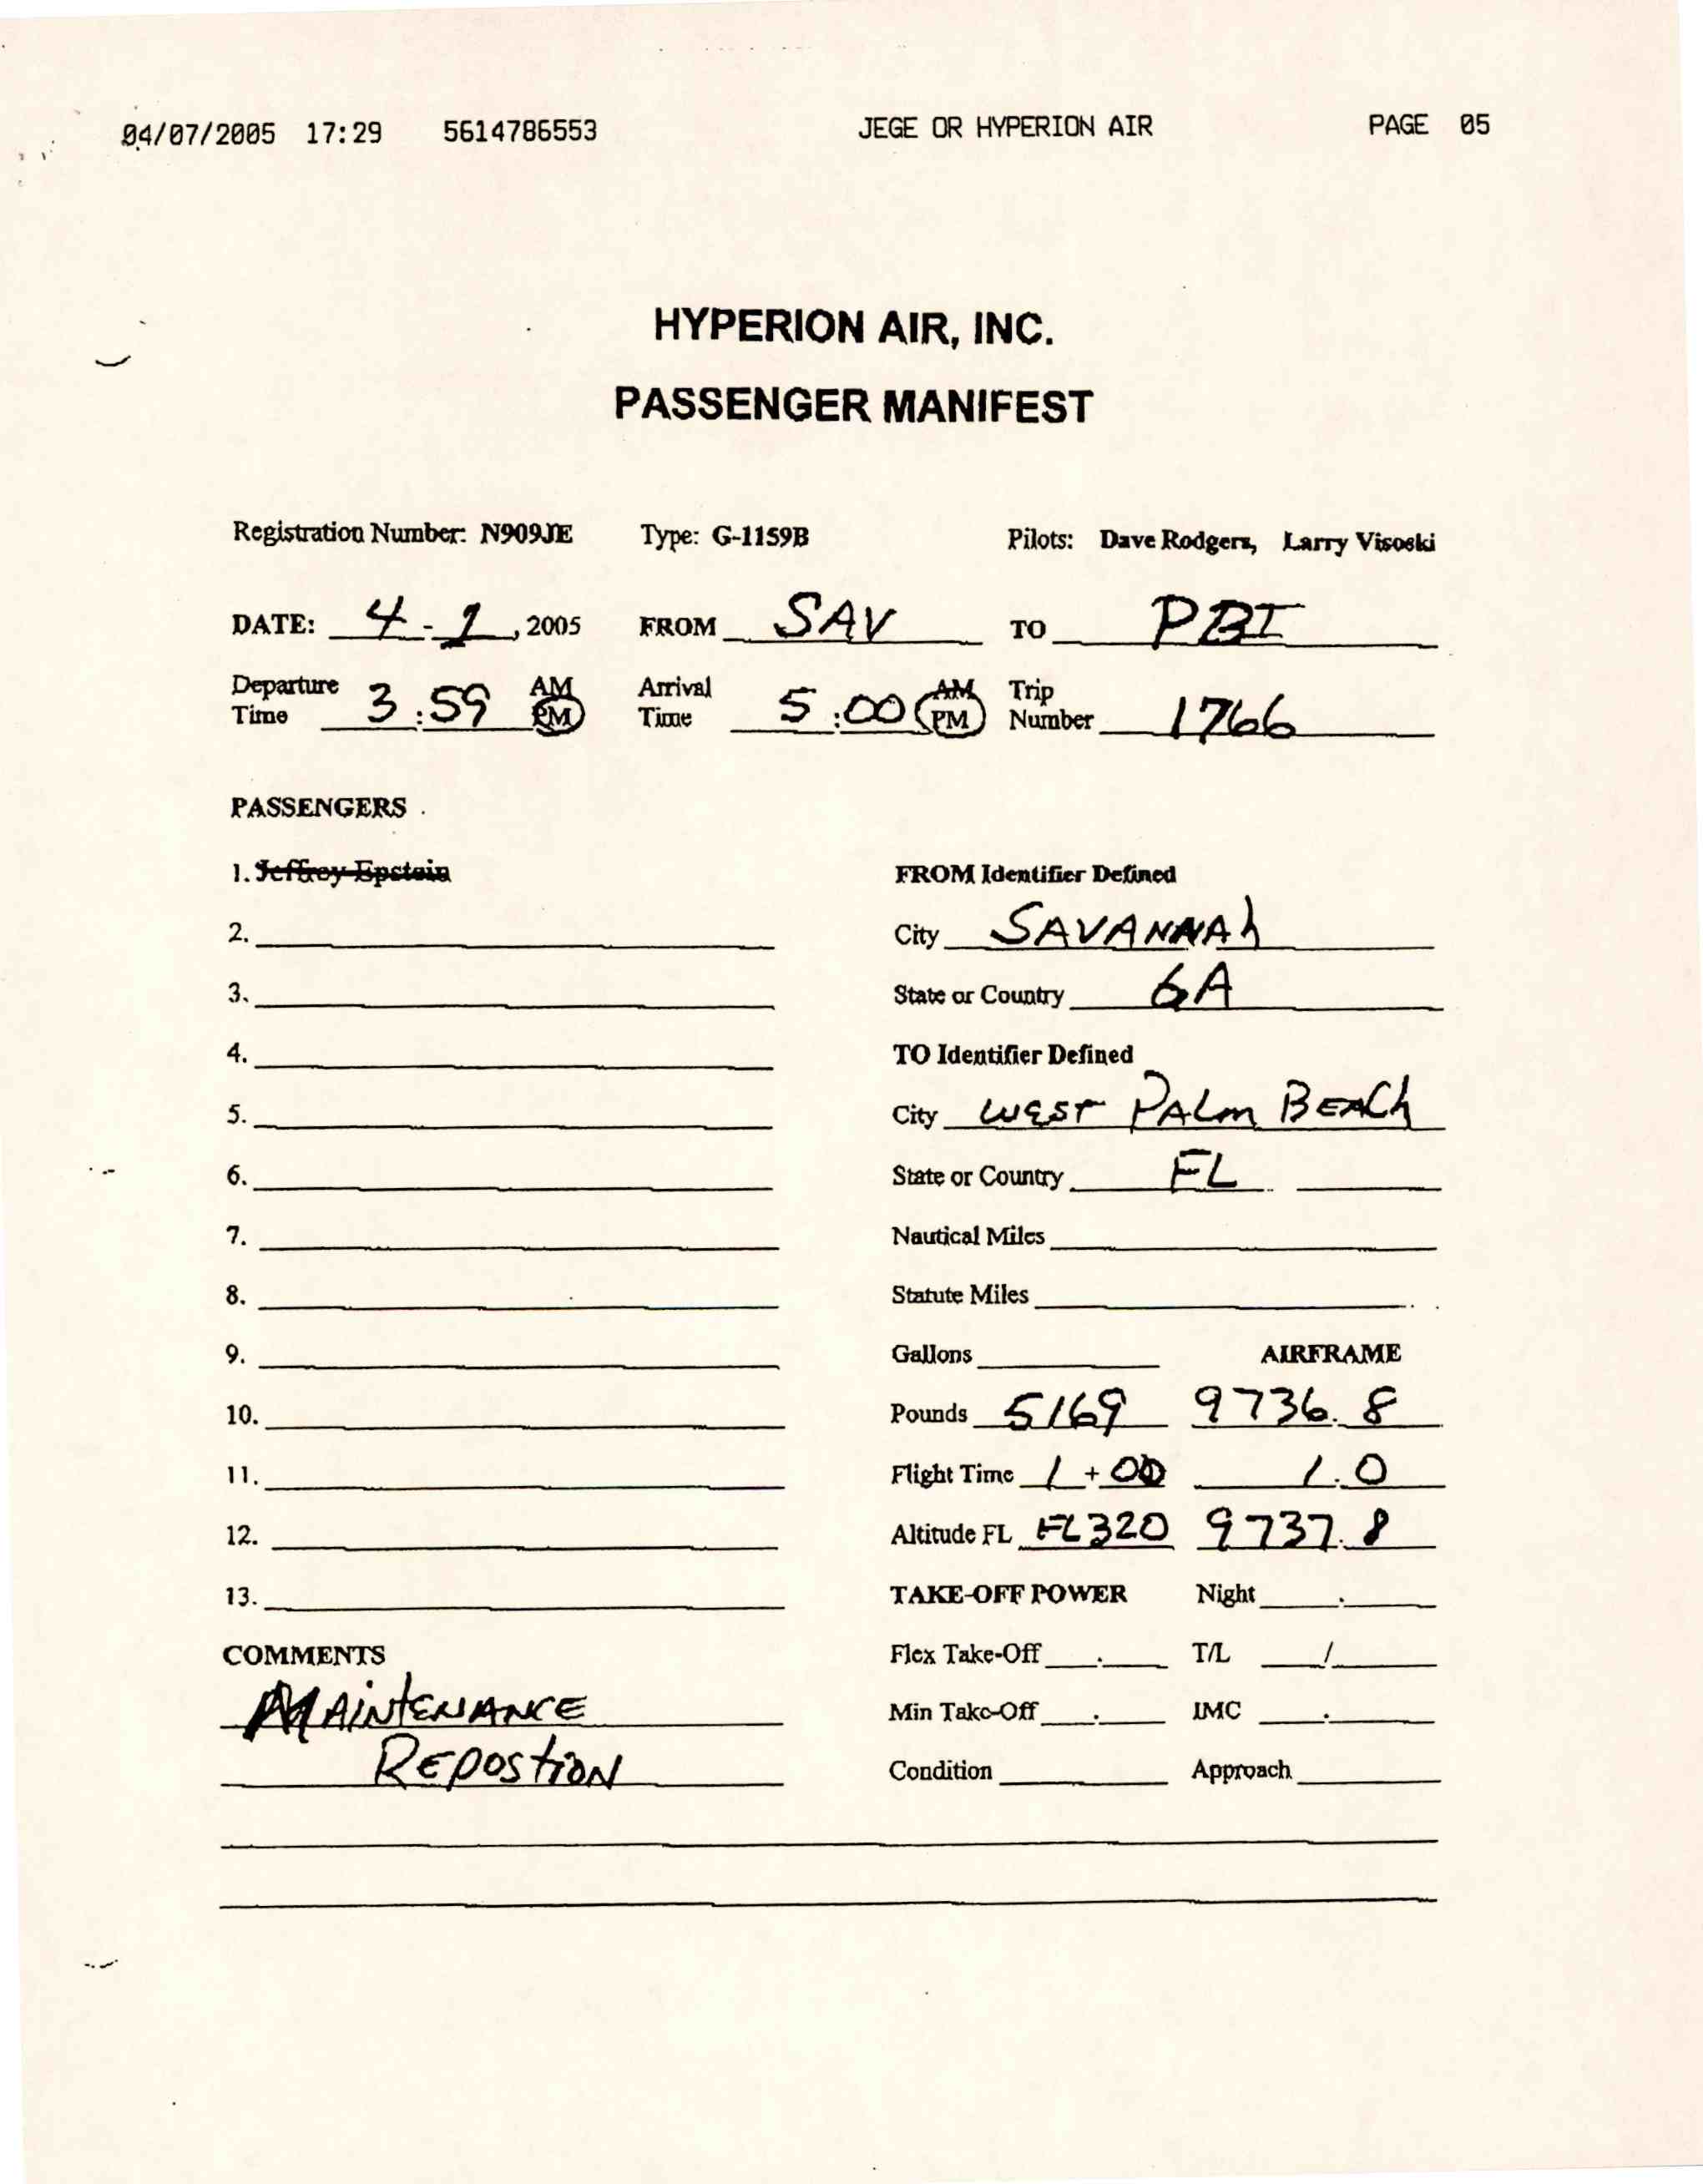 04/07/2005 17:29 5614786553 JEGE OR HYPERION AIR PAGE 05
HYPERION AIR, INC.
PASSENGER MANIFEST
Registration Number: N909JE Type: G-1159B Pilots: Dave Rodgers, Larry Visoski
DATE: 4-1, 2005 FROM SAV TO PBI
Departure Time 3:59 AM PM Arrival Time 5:00 AM PM Trip Number 1766
PASSENGERS
1. Jeffrey Epstein FROM Identifier Defined
2. City SAVANNAh
3. State or Country GA
4. TO Identifier Defined
5. City WEST PALm BEACh
6. State or Country FL
7. Nautical Miles
8. Statute Miles
9. Gallons AIRFRAME
10. Pounds 5169 9736.8
11. Flight Time 1+00 1.0
12. Altitude FL FL320 9737.8
13. TAKE-OFF POWER Night .
COMMENTS Flex Take-Off . T/L /
MAINtENANCE Min Take-Off . IMC .
REPOStiON Condition Approach